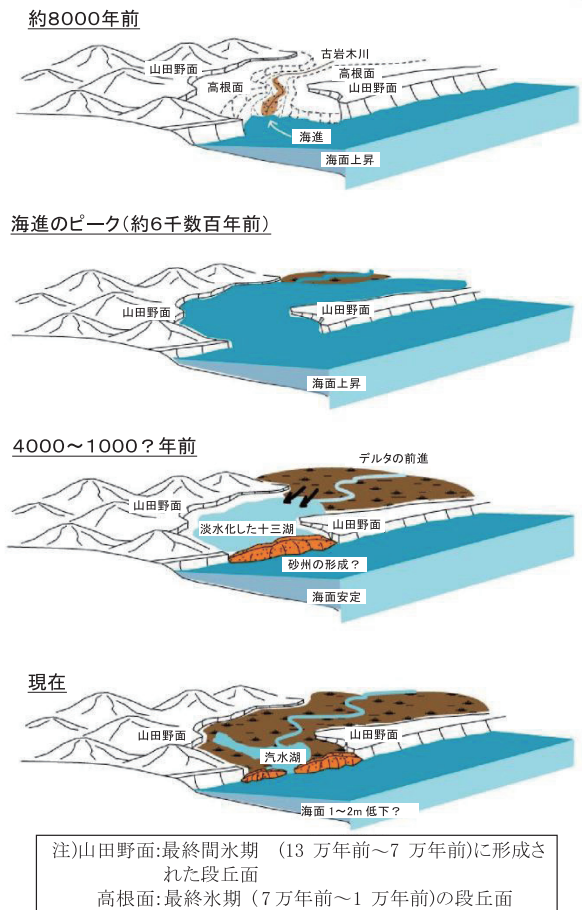 約8000年前
古岩木川
山田野面
高根面
高根面
山田野面
海進
海面上昇
海進のピーク（約6千数百年前）
山田野面
山田野面
海面上昇
4000～1000？年前
デルタの前進
山田野面
淡水化した十三湖
山田野面
砂州の形成？
海面安定
現在
山田野面
山田野面
汽水湖
海面1～2m低下？
注)山田野面:最終間氷期　(13 万年前～7 万年前)に形成さ
れた段丘面
高根面:最終氷期 (7万年前～1 万年前)の段丘面